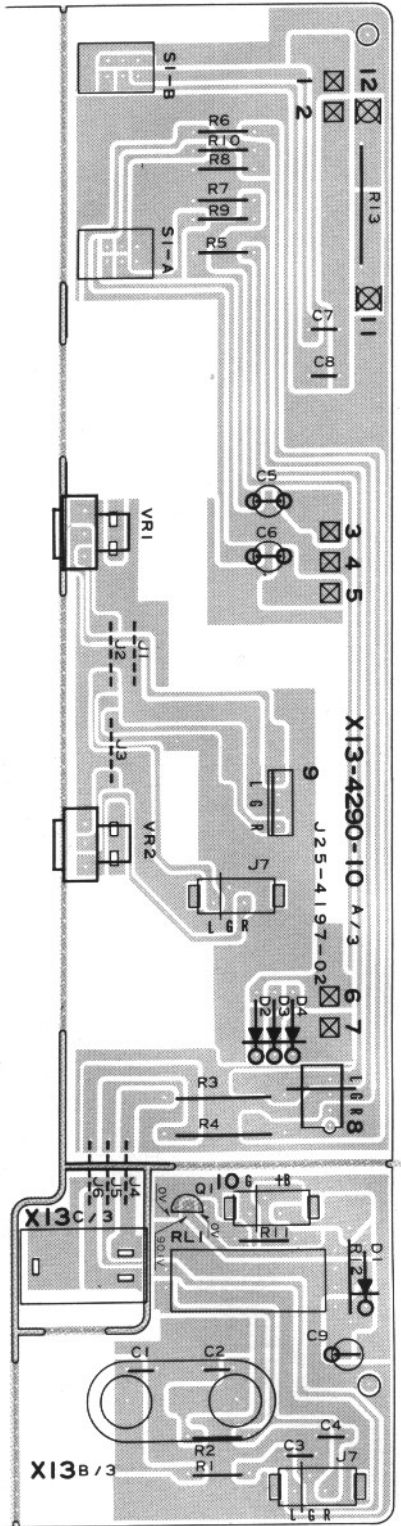 S1-B
1
2
12
R6
R10
R8
R7
R9
R5
R13
S1-A
C7
11
C8
C5
C6
3
4
5
VR1
J1
J2
J3
X13-4290-10 A/3
J25-4197-02
9
L G R
VR2
J7
L G R
6
7
D2
D3
D4
R3
R4
L G R
8
J4
J5
J6
X13 C/3
Q1
10
G +B
0V
0V
RL1
R11
D1
R12
C9
C1
C2
R2
R1
C4
C3
J7
L G R
X13 B/3